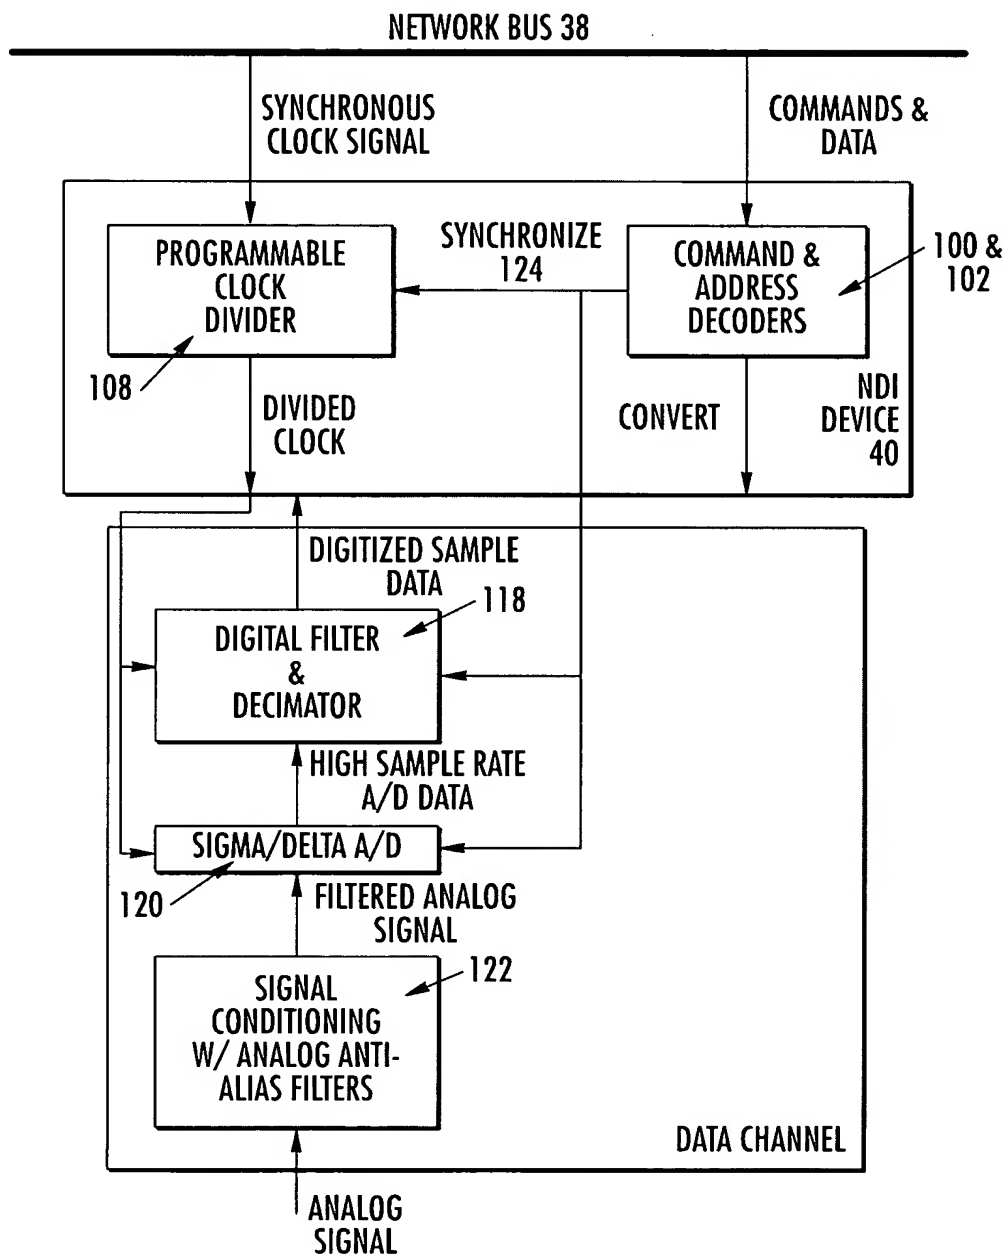 NETWORK BUS 38
SYNCHRONOUS
CLOCK SIGNAL
COMMANDS &
DATA
PROGRAMMABLE
CLOCK
DIVIDER
SYNCHRONIZE
124
COMMAND &
ADDRESS
DECODERS
100 &
102
108
DIVIDED
CLOCK
CONVERT
NDI
DEVICE
40
DIGITIZED SAMPLE
DATA
118
DIGITAL FILTER
&
DECIMATOR
HIGH SAMPLE RATE
A/D DATA
SIGMA/DELTA A/D
120
FILTERED ANALOG
SIGNAL
122
SIGNAL
CONDITIONING
W/ ANALOG ANTI-
ALIAS FILTERS
DATA CHANNEL
ANALOG
SIGNAL